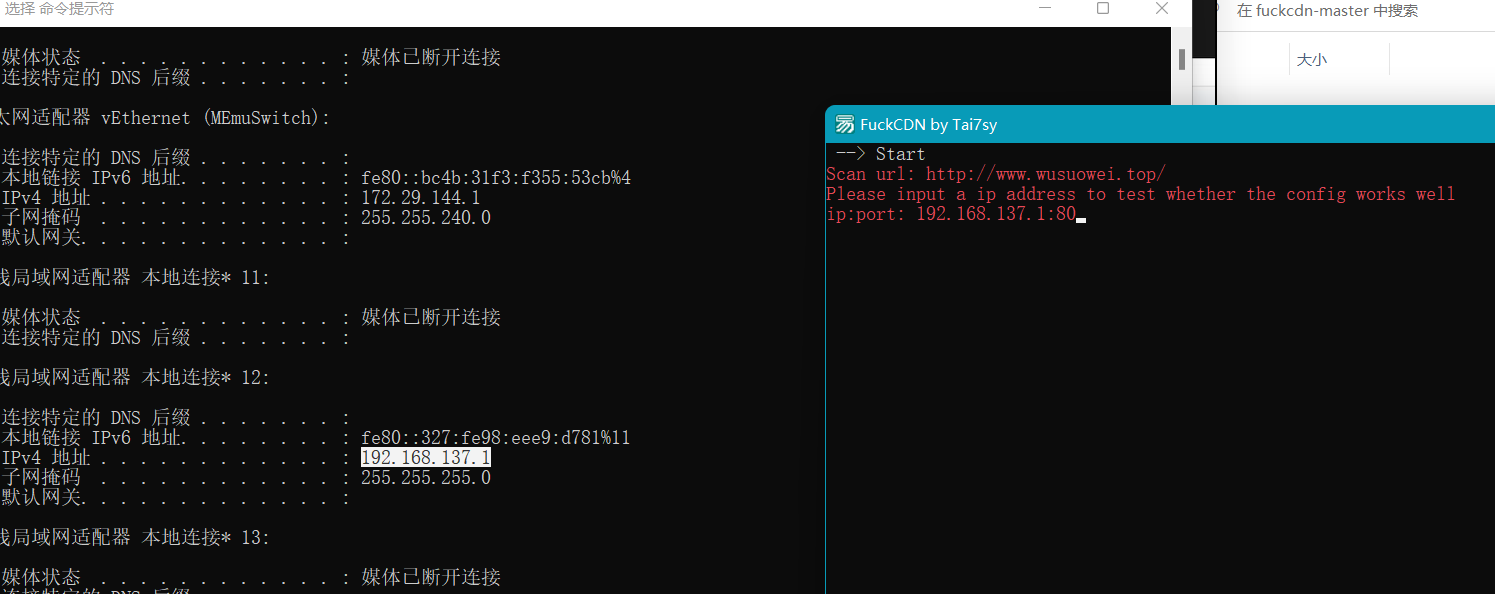 选择 命令提示符
媒体状态 . . . . . . . . . . . . : 媒体已断开连接
连接特定的 DNS 后缀 . . . . . . . :
太网适配器 vEthernet (MEmuSwitch):
连接特定的 DNS 后缀 . . . . . . . :
本地链接 IPv6 地址. . . . . . . . : fe80::bc4b:31f3:f355:53cb%4
IPv4 地址 . . . . . . . . . . . . : 172.29.144.1
子网掩码 . . . . . . . . . . . . : 255.255.240.0
默认网关. . . . . . . . . . . . . :
线局域网适配器 本地连接* 11:
媒体状态 . . . . . . . . . . . . : 媒体已断开连接
连接特定的 DNS 后缀 . . . . . . . :
线局域网适配器 本地连接* 12:
连接特定的 DNS 后缀 . . . . . . . :
本地链接 IPv6 地址. . . . . . . . : fe80::327:fe98:eee9:d781%11
IPv4 地址 . . . . . . . . . . . . : 192.168.137.1
子网掩码 . . . . . . . . . . . . : 255.255.255.0
默认网关. . . . . . . . . . . . . :
线局域网适配器 本地连接* 13:
媒体状态 . . . . . . . . . . . . : 媒体已断开连接
连接特定的 DNS 后缀 . . . . . . . :
在 fuckcdn-master 中搜索
大小
FuckCDN by Tai7sy
--> Start
Scan url: http://www.wusuowei.top/
Please input a ip address to test whether the config works well
ip:port: 192.168.137.1:80